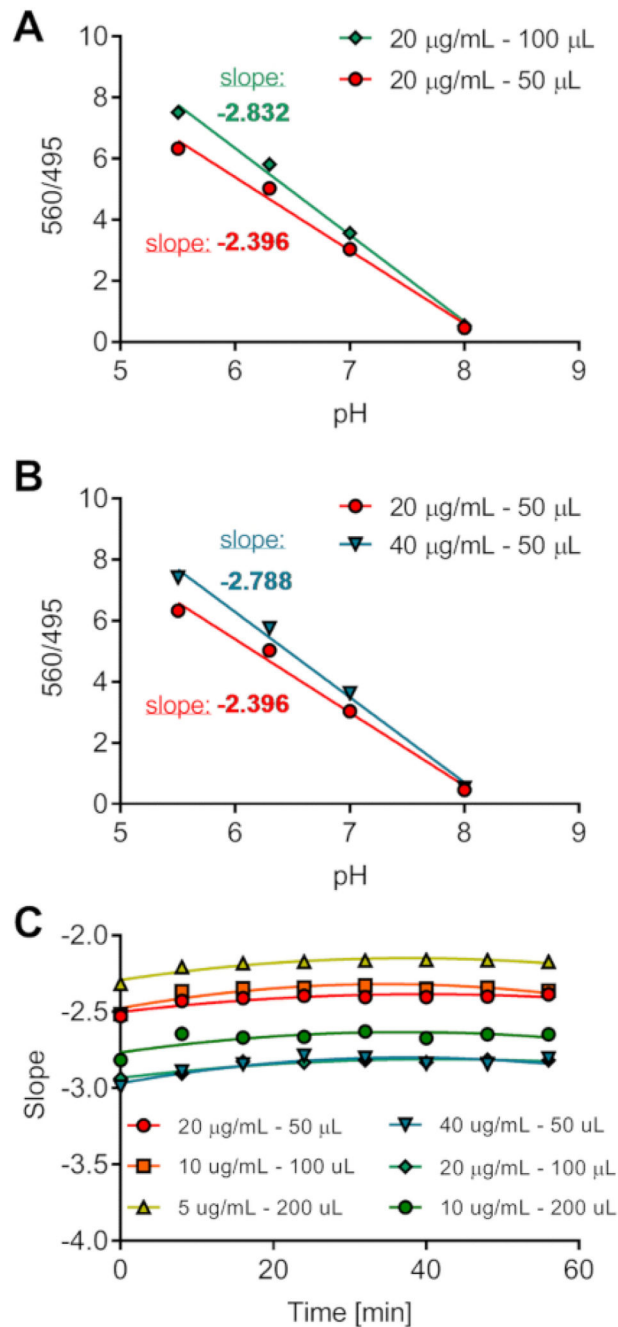 A
20 μg/mL - 100 μL
20 μg/mL - 50 μL
slope:
-2.832
slope: -2.396
560/495
10
8
6
4
2
0
5 6 7 8 9
pH
B
20 μg/mL - 50 μL
40 μg/mL - 50 μL
slope:
-2.788
slope: -2.396
560/495
10
8
6
4
2
0
5 6 7 8 9
pH
C
Slope
-2.0
-2.5
-3.0
-3.5
-4.0
20 μg/mL - 50 μL 40 ug/mL - 50 uL
10 ug/mL - 100 uL 20 μg/mL - 100 μL
5 ug/mL - 200 uL 10 ug/mL - 200 uL
0 20 40 60
Time [min]